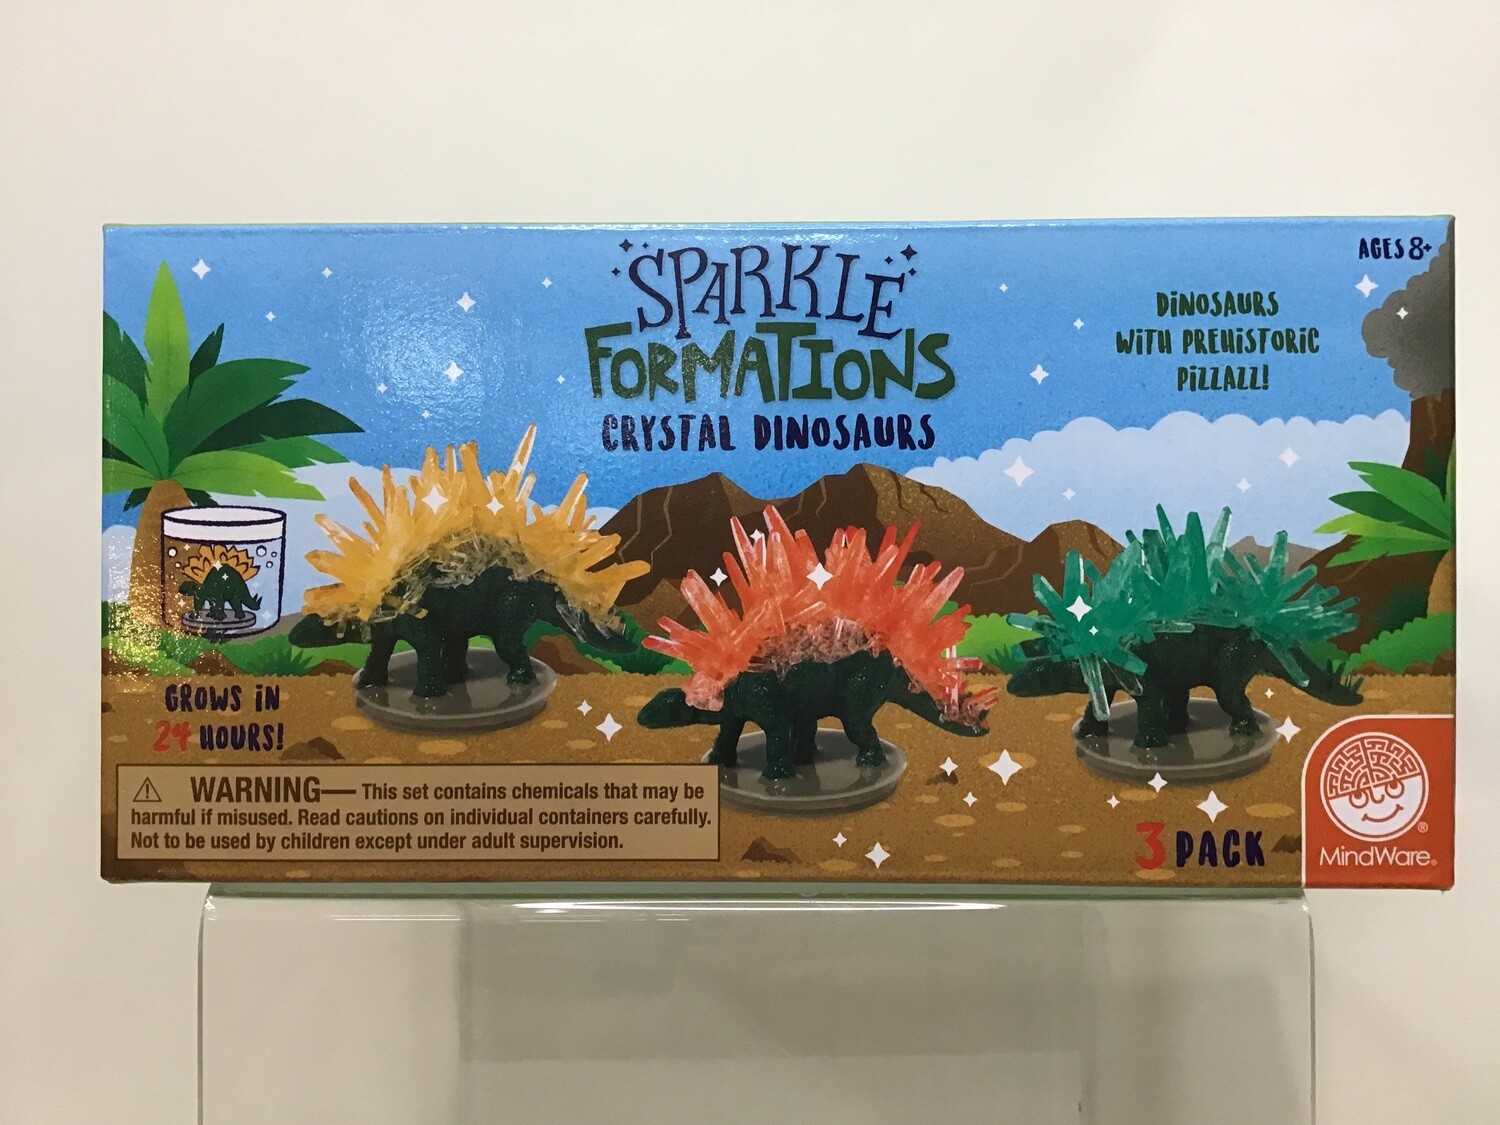 SPARKLE
FORMATIONS
CRYSTAL DINOSAURS
AGES 8+
DINOSAURS
WITH PREHISTORIC
PIZZAZZ!
GROWS IN
24 HOURS!
WARNING— This set contains chemicals that may be
harmful if misused. Read cautions on individual containers carefully.
Not to be used by children except under adult supervision.
3 PACK
MindWare®